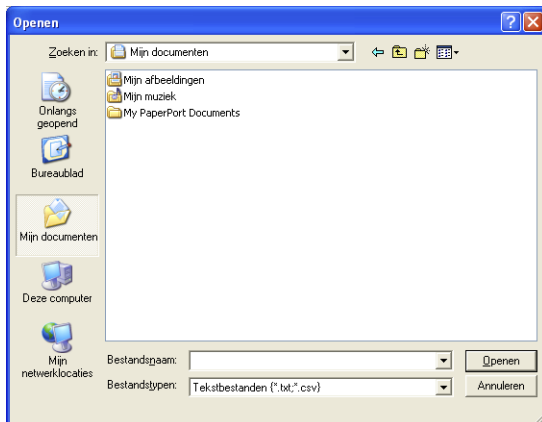 Openen
Zoeken in: Mijn documenten
Mijn afbeeldingen
Mijn muziek
My PaperPort Documents
Onlangs
geopend
Bureaublad
Mijn documenten
Deze computer
Mijn
netwerklocaties
Bestandsnaam:
Openen
Bestandstypen: Tekstbestanden (*.txt;*.csv)
Annuleren